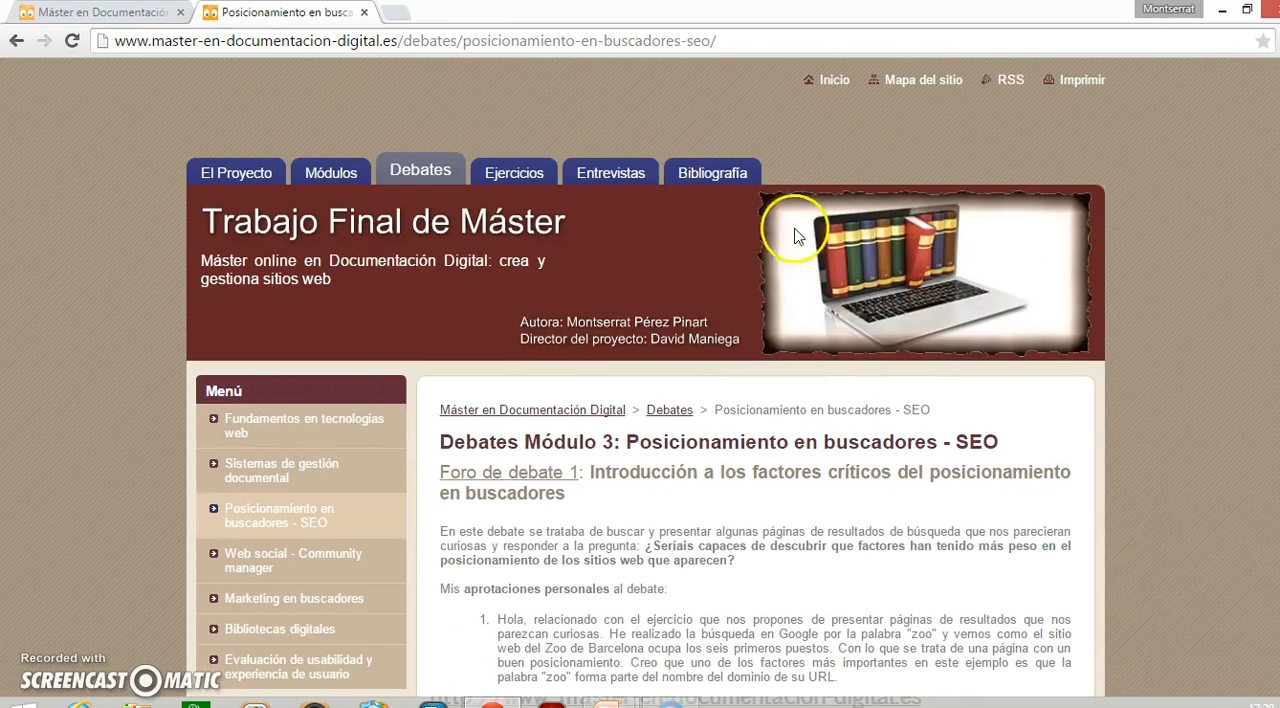 Máster en Documentación
Posicionamiento en busca
Montserrat
www.master-en-documentacion-digital.es/debates/posicionamiento-en-buscadores-seo/
Inicio Mapa del sitio RSS Imprimir
El Proyecto Módulos Debates Ejercicios Entrevistas Bibliografía
Trabajo Final de Máster
Máster online en Documentación Digital: crea y
gestiona sitios web
Autora: Montserrat Pérez Pinart
Director del proyecto: David Maniega
Menú
Fundamentos en tecnologías
web
Sistemas de gestión
documental
Posicionamiento en
buscadores - SEO
Web social - Community
manager
Marketing en buscadores
Bibliotecas digitales
Evaluación de usabilidad y
experiencia de usuario
Máster en Documentación Digital > Debates > Posicionamiento en buscadores - SEO
Debates Módulo 3: Posicionamiento en buscadores - SEO
Foro de debate 1: Introducción a los factores críticos del posicionamiento
en buscadores
En este debate se trataba de buscar y presentar algunas páginas de resultados de búsqueda que nos parecieran
curiosas y responder a la pregunta: ¿Seríais capaces de descubrir que factores han tenido más peso en el
posicionamiento de los sitios web que aparecen?
Mis aprotaciones personales al debate:
1. Hola, relacionado con el ejercicio que nos propones de presentar páginas de resultados que nos
parezcan curiosas. He realizado la búsqueda en Google por la palabra "zoo" y vemos como el sitio
web del Zoo de Barcelona ocupa los seis primeros puestos. Con lo que se trata de una página con un
buen posicionamiento. Creo que uno de los factores más importantes en este ejemplo es que la
palabra "zoo" forma parte del nombre del dominio de su URL.
Recorded with
SCREENCAST MATIC
http://www.master-en-documentacion-digital.es
17:20